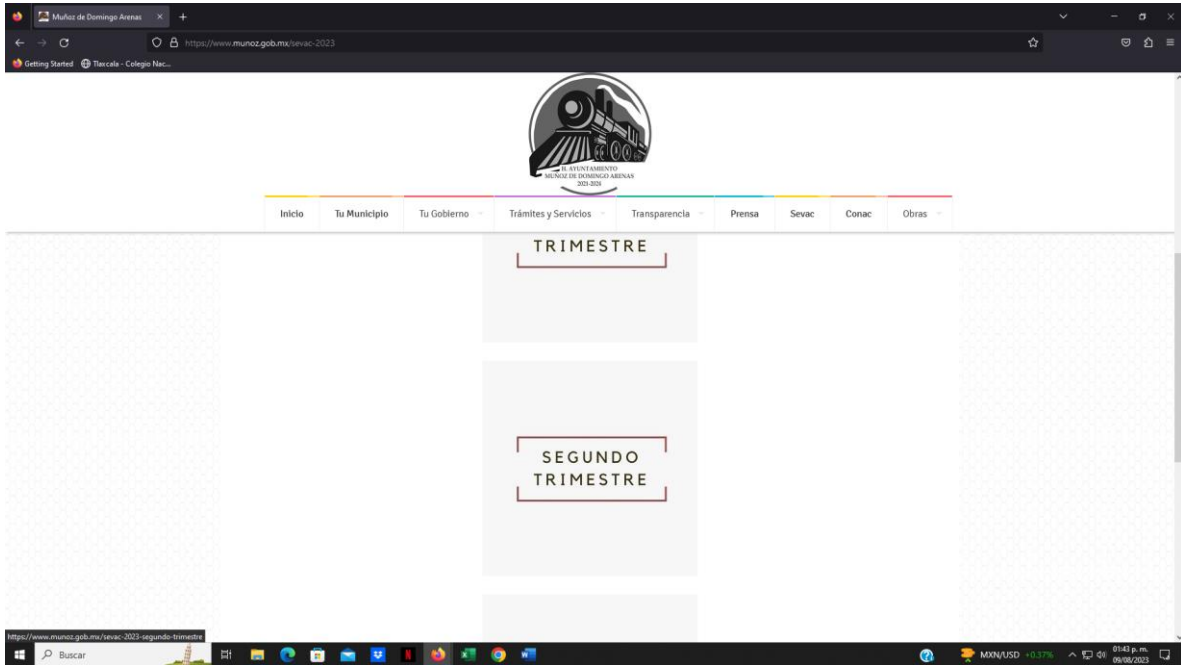 Muñoz de Domingo Arenas
https://www.munoz.gob.mx/sevac-2023
Getting Started
Tlaxcala - Colegio Nac...
H. AYUNTAMIENTO
MUÑOZ DE DOMINGO ARENAS
2021-2024
Inicio
Tu Municipio
Tu Gobierno
Trámites y Servicios
Transparencia
Prensa
Sevac
Conac
Obras
TRIMESTRE
SEGUNDO
TRIMESTRE
https://www.munoz.gob.mx/sevac-2023-segundo-trimestre
Buscar
MXN/USD +0.37%
01:43 p. m.
09/08/2023